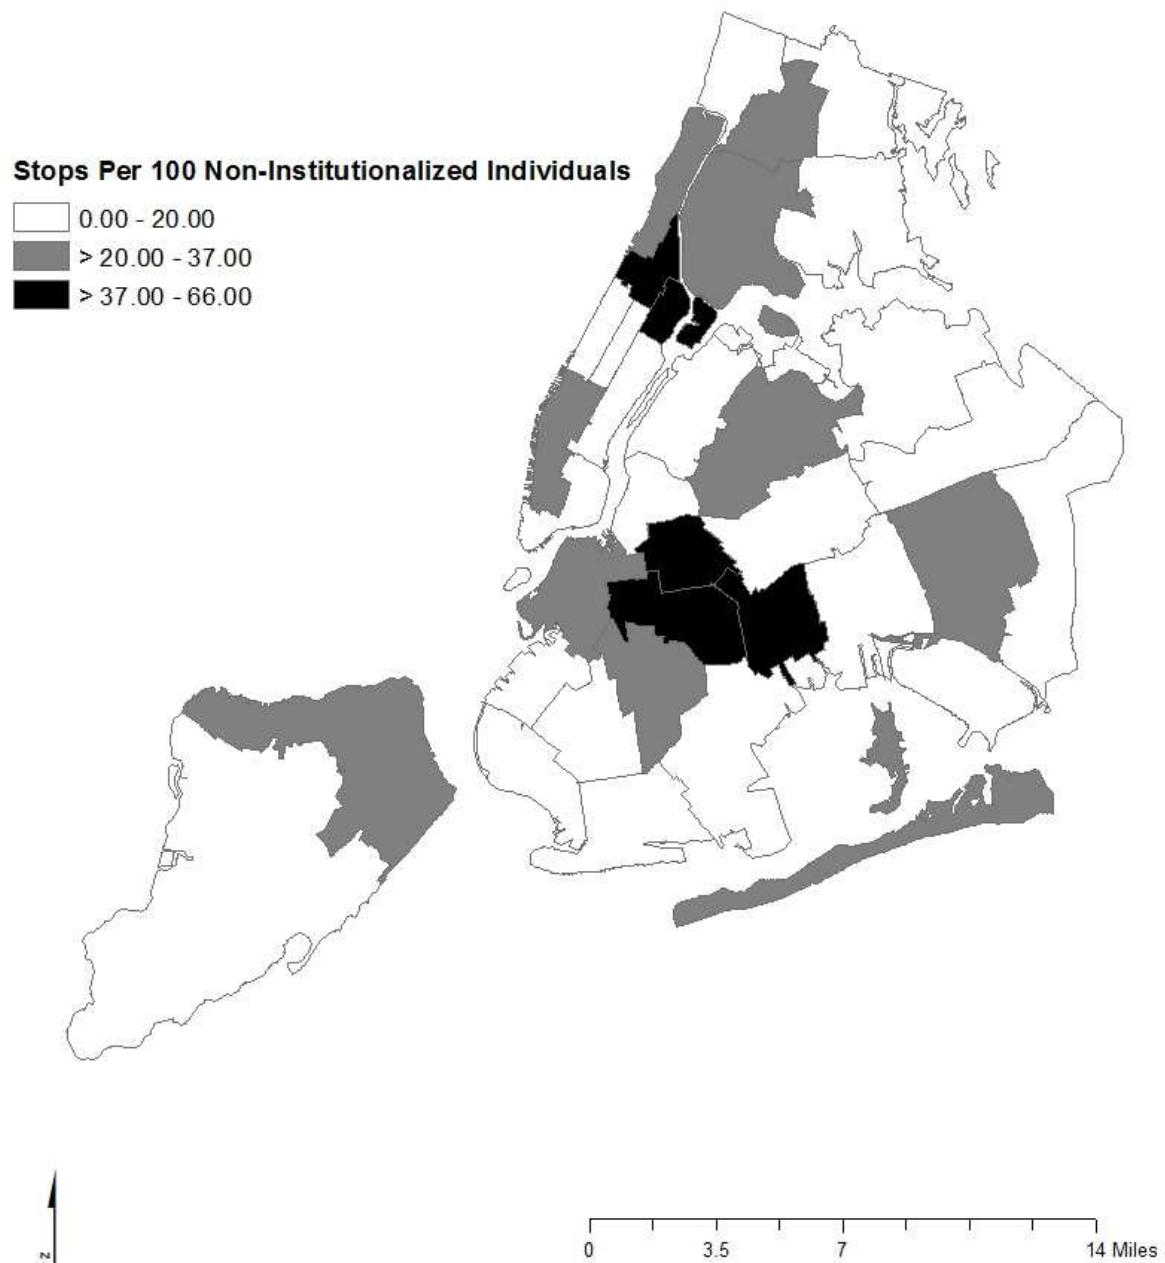 Stops Per 100 Non-Institutionalized Individuals
0.00 - 20.00
> 20.00 - 37.00
> 37.00 - 66.00
N
0 3.5 7 14 Miles